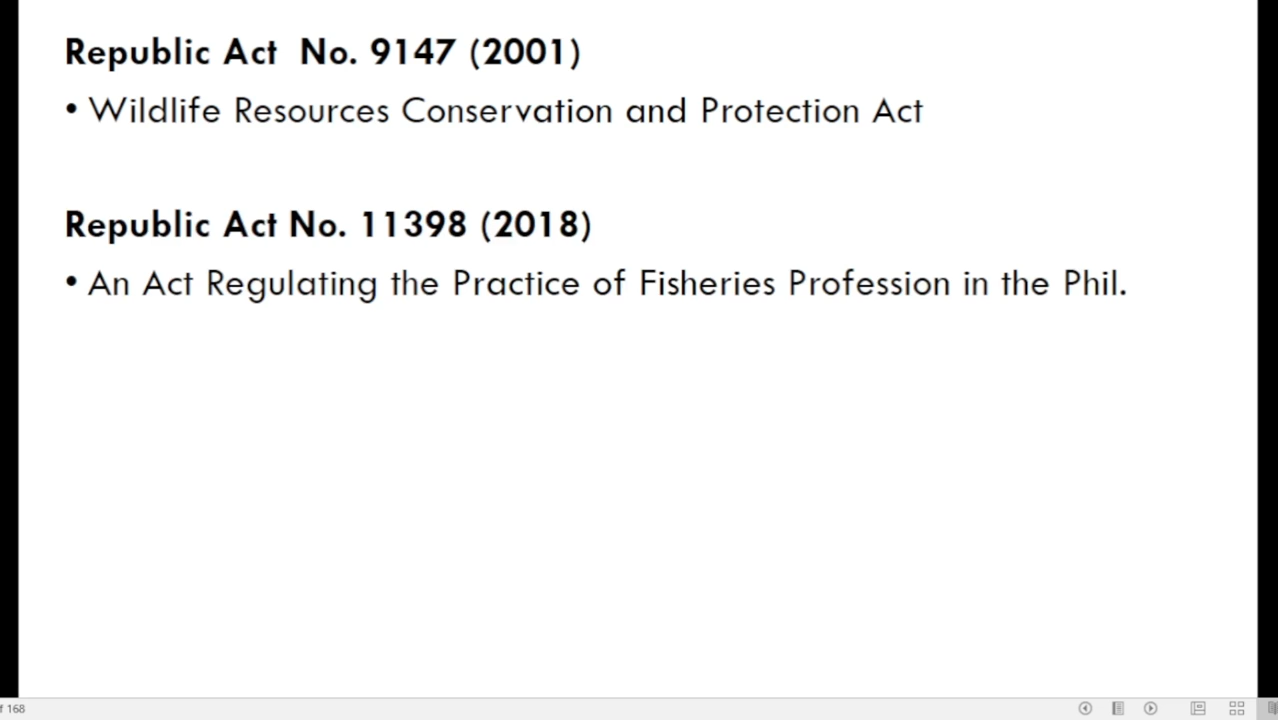 Republic Act No. 9147 (2001)
• Wildlife Resources Conservation and Protection Act
Republic Act No. 11398 (2018)
• An Act Regulating the Practice of Fisheries Profession in the Phil.
f 168